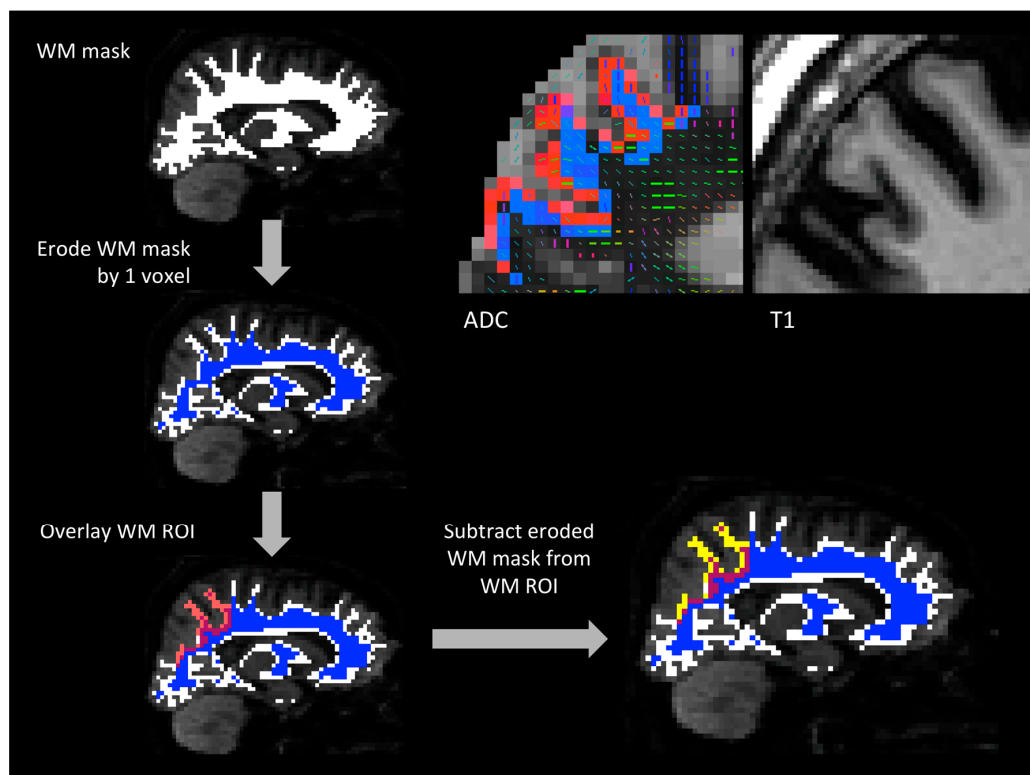 WM mask
Erode WM mask
by 1 voxel
ADC
T1
Overlay WM ROI
Subtract eroded
WM mask from
WM ROI